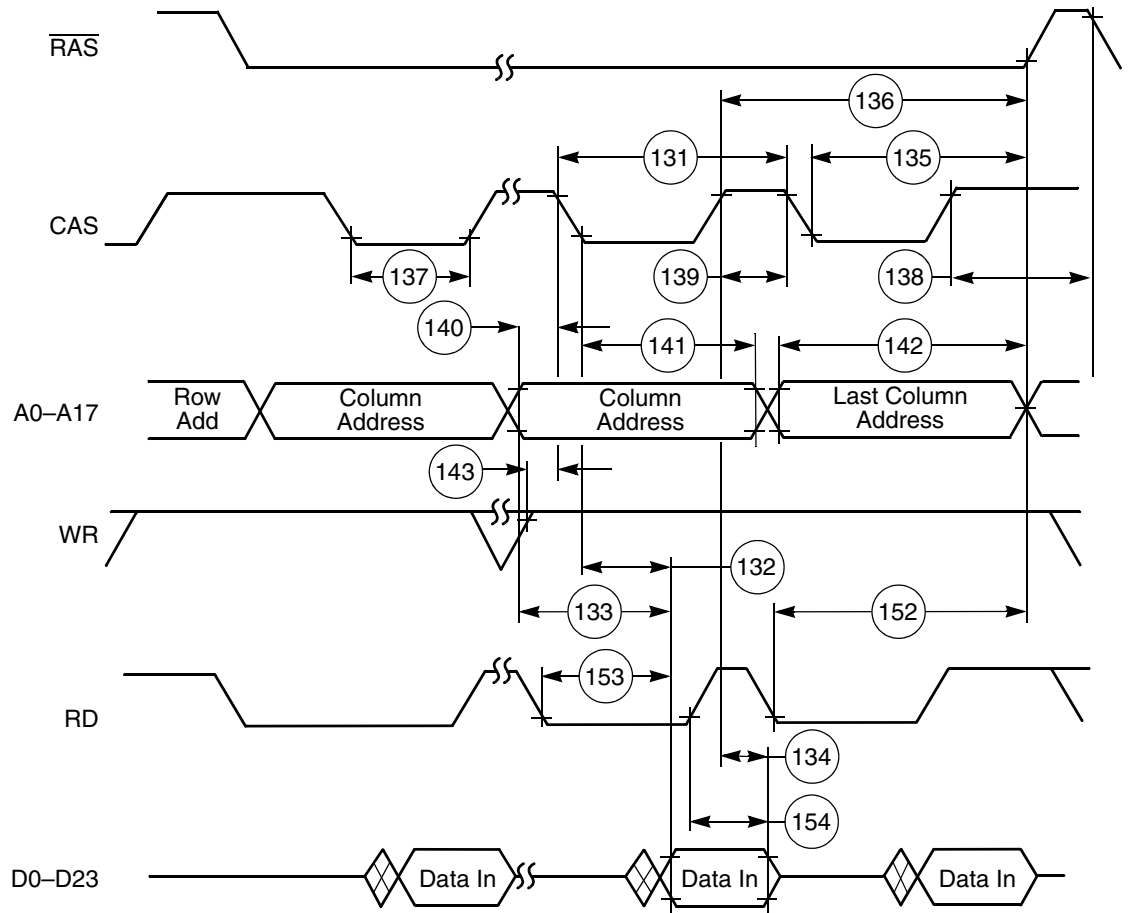 RAS
136
131
135
CAS
137
139
138
140
141
142
A0–A17
Row
Add
Column
Address
Column
Address
Last Column
Address
143
WR
132
133
152
153
RD
134
154
D0–D23
Data In
Data In
Data In